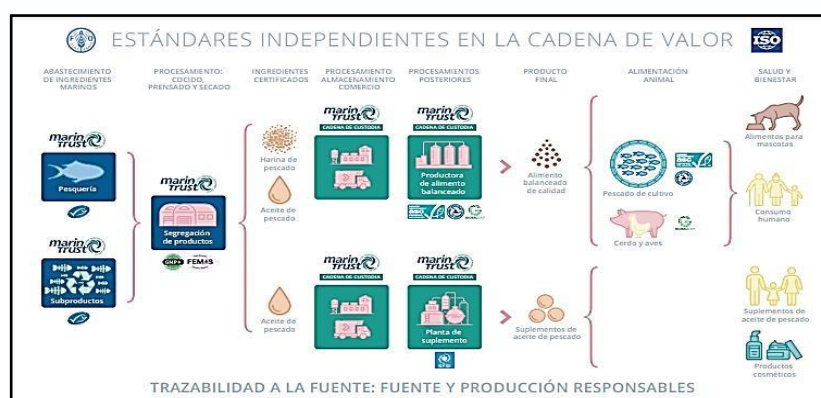 ESTÁNDARES INDEPENDIENTES EN LA CADENA DE VALOR
ISO
ABASTECIMIENTO
DE INGREDIENTES
MARINOS
PROCESAMIENTO:
COCIDO,
PRENSADO Y SECADO
INGREDIENTES
CERTIFICADOS
PROCESAMIENTO
ALMACENAMIENTO
COMERCIO
PROCESAMIENTOS
POSTERIORES
PRODUCTO
FINAL
ALIMENTACIÓN
ANIMAL
SALUD Y
BIENESTAR
marin
trust
Pesquería
marin
trust
Subproductos
marin
trust
Segregación
de productos
GMP+
FEMAS
Harina de
pescado
Aceite de
pescado
marin
trust
CADENA DE CUSTODIA
marin
trust
CADENA DE CUSTODIA
Productora
de alimento
balanceado
Alimento
balanceado
de calidad
Pescado de cultivo
Cerdo y aves
Alimentos para
mascotas
Consumo
humano
Aceite de
pescado
marin
trust
CADENA DE CUSTODIA
marin
trust
CADENA DE CUSTODIA
Planta de
suplemento
Suplementos de
aceite de pescado
Suplementos de
aceite de pescado
Productos
cosméticos
TRAZABILIDAD A LA FUENTE: FUENTE Y PRODUCCIÓN RESPONSABLES